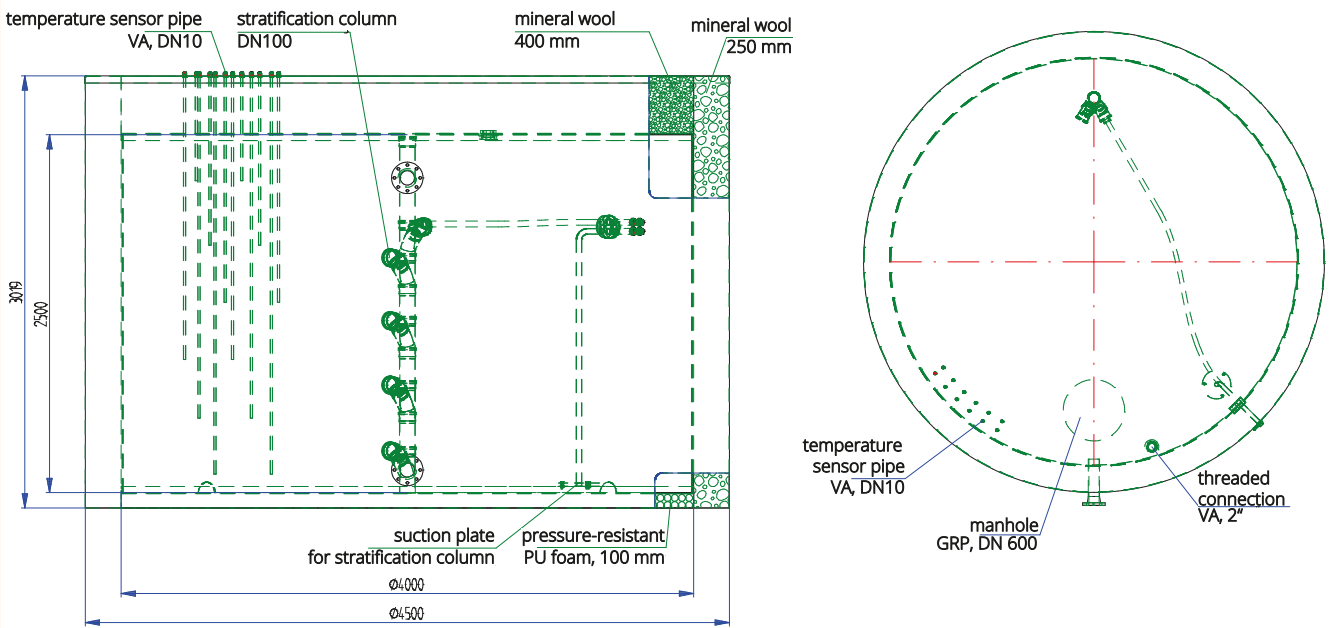 temperature sensor pipe
VA, DN10
stratification column
DN100
mineral wool
400 mm
mineral wool
250 mm
3019
2500
suction plate
for stratification column
pressure-resistant
PU foam, 100 mm
Ø4000
Ø4500
temperature
sensor pipe
VA, DN10
manhole
GRP, DN 600
threaded
connection
VA, 2“